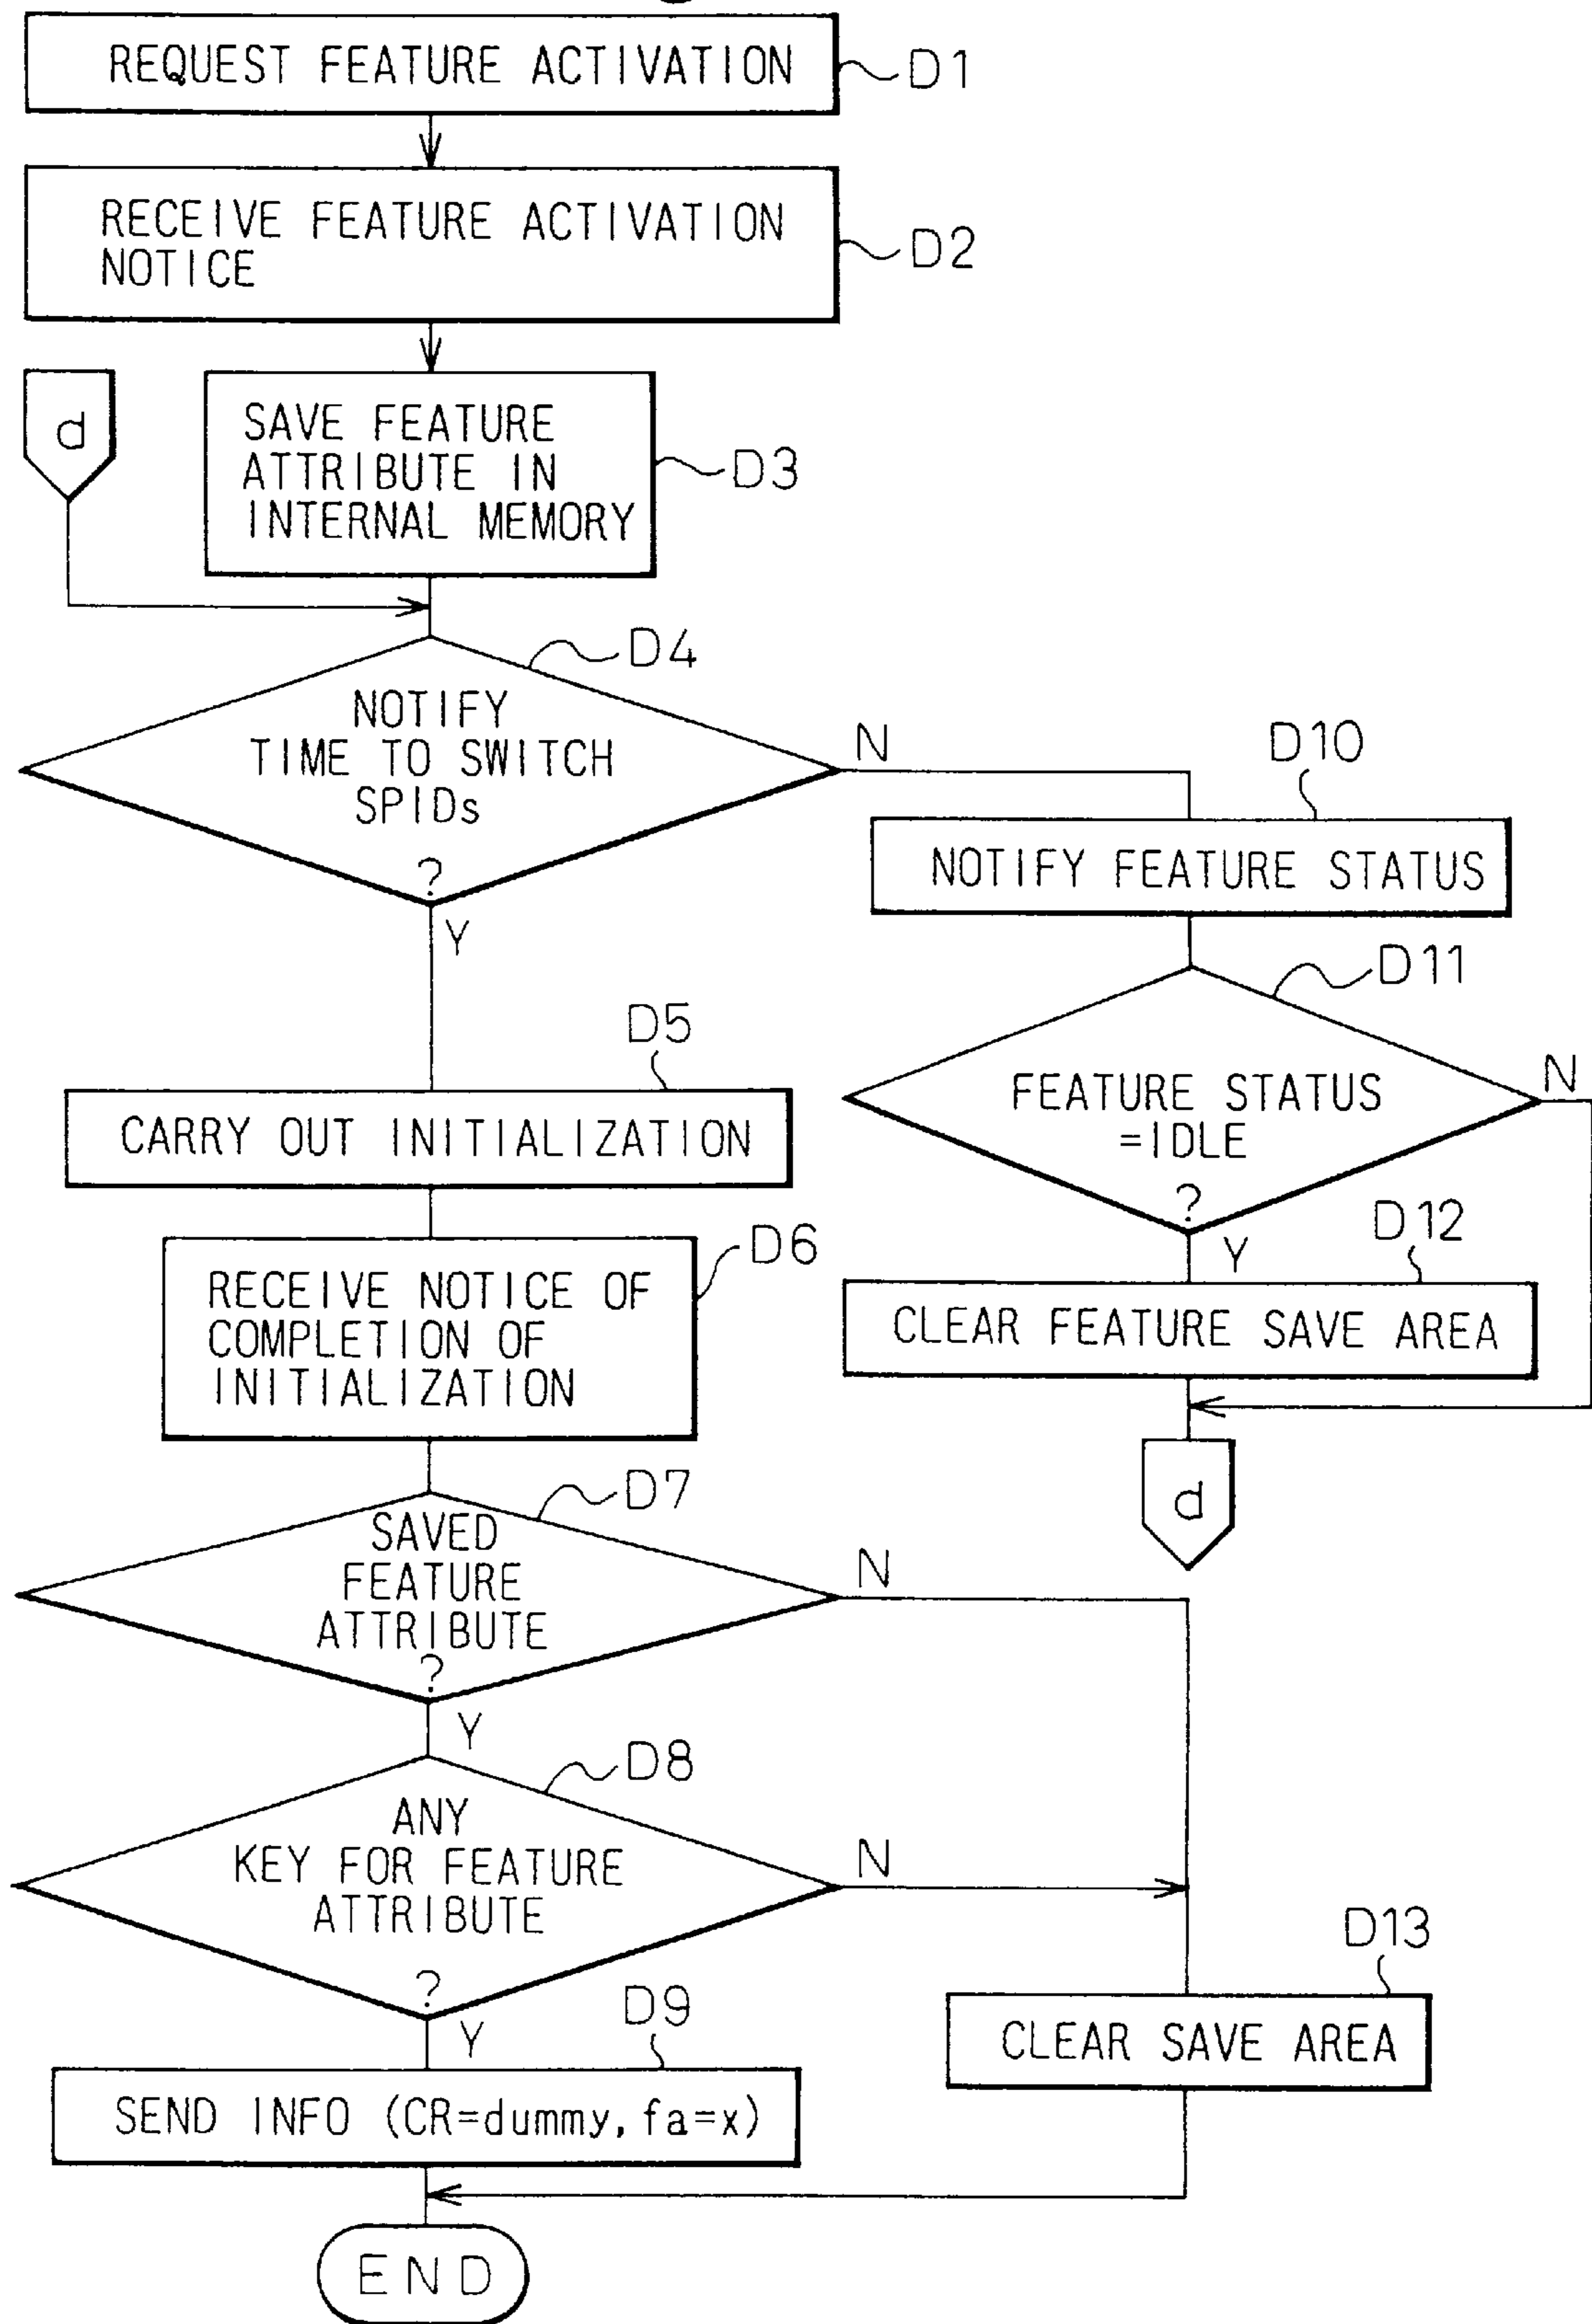 REQUEST FEATURE ACTIVATION
D1
RECEIVE FEATURE ACTIVATION
NOTICE
D2
d
SAVE FEATURE
ATTRIBUTE IN
INTERNAL MEMORY
D3
D4
NOTIFY
TIME TO SWITCH
SPIDs
?
N
Y
D10
NOTIFY FEATURE STATUS
D11
FEATURE STATUS
=IDLE
?
N
Y
D12
CLEAR FEATURE SAVE AREA
d
D5
CARRY OUT INITIALIZATION
D6
RECEIVE NOTICE OF
COMPLETION OF
INITIALIZATION
D7
SAVED
FEATURE
ATTRIBUTE
?
N
Y
D8
ANY
KEY FOR FEATURE
ATTRIBUTE
?
N
Y
D13
CLEAR SAVE AREA
D9
SEND INFO (CR=dummy, fa=x)
END